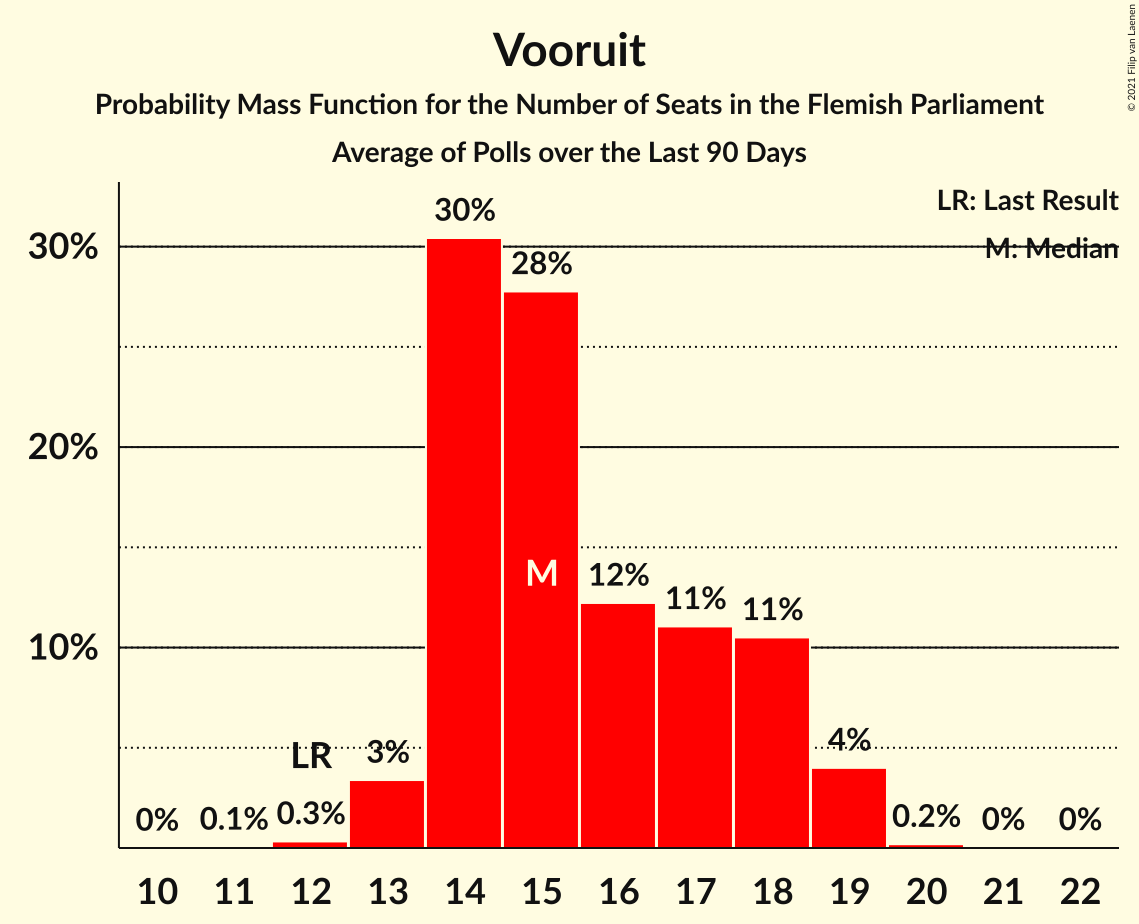 © 2021 Filip van Laenen
Vooruit
Probability Mass Function for the Number of Seats in the Flemish Parliament
Average of Polls over the Last 90 Days
LR: Last Result
M: Median
30%
20%
10%
0%
0.1%
LR
0.3%
3%
30%
28%
M
12%
11%
11%
4%
0.2%
0%
0%
10 11 12 13 14 15 16 17 18 19 20 21 22